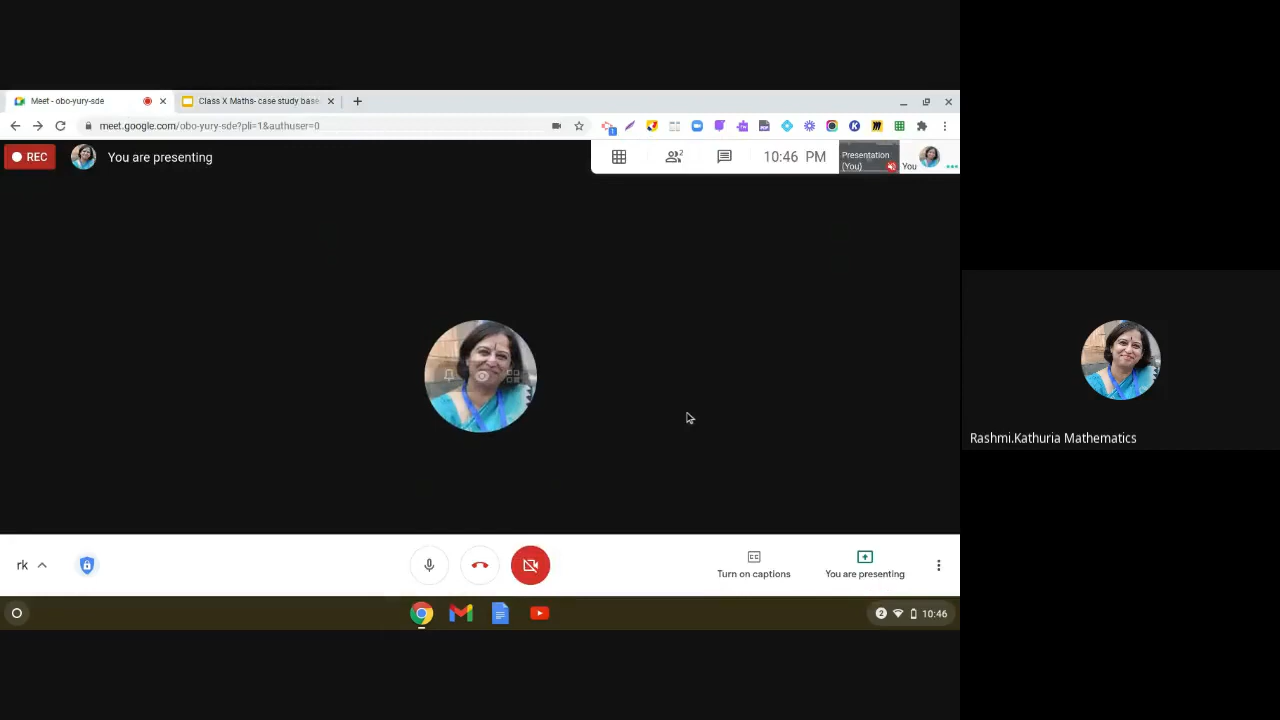 Meet - obo-yury-sde
Class X Maths- case study base
meet.google.com/obo-yury-sde?pli=1&authuser=0
REC
You are presenting
2
10:46 PM
Presentation
(You)
You
Rashmi.Kathuria Mathematics
rk
Turn on captions
You are presenting
2
10:46